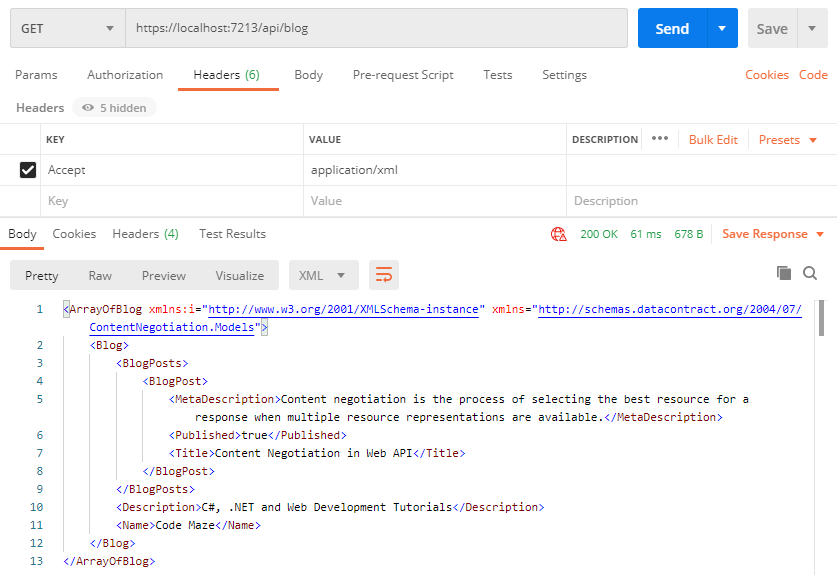 GET https://localhost:7213/api/blog Send Save
Params Authorization Headers (6) Body Pre-request Script Tests Settings Cookies Code
Headers 5 hidden
KEY VALUE DESCRIPTION ••• Bulk Edit Presets
Accept application/xml
Key Value Description
Body Cookies Headers (4) Test Results 200 OK 61 ms 678 B Save Response
Pretty Raw Preview Visualize XML
1 <ArrayOfBlog xmlns:i="http://www.w3.org/2001/XMLSchema-instance" xmlns="http://schemas.datacontract.org/2004/07/
ContentNegotiation.Models">
2 <Blog>
3 <BlogPosts>
4 <BlogPost>
5 <MetaDescription>Content negotiation is the process of selecting the best resource for a
response when multiple resource representations are available.</MetaDescription>
6 <Published>true</Published>
7 <Title>Content Negotiation in Web API</Title>
8 </BlogPost>
9 </BlogPosts>
10 <Description>C#, .NET and Web Development Tutorials</Description>
11 <Name>Code Maze</Name>
12 </Blog>
13 </ArrayOfBlog>